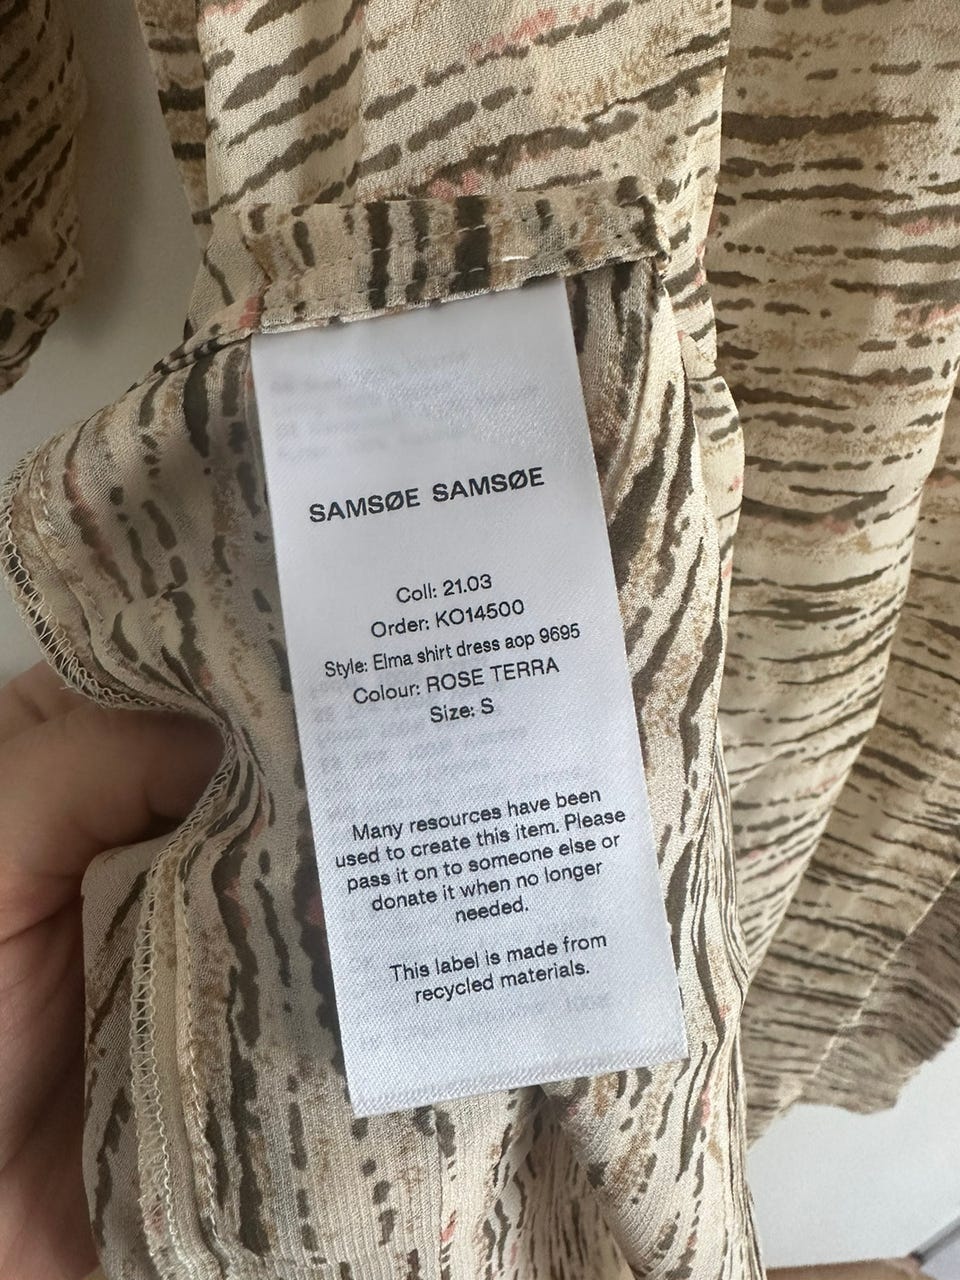 SAMSØE SAMSØE
Coll: 21.03
Order: KO14500
Style: Elma shirt dress aop 9695
Colour: ROSE TERRA
Size: S
Many resources have been
used to create this item. Please
pass it on to someone else or
donate it when no longer
needed.
This label is made from
recycled materials.